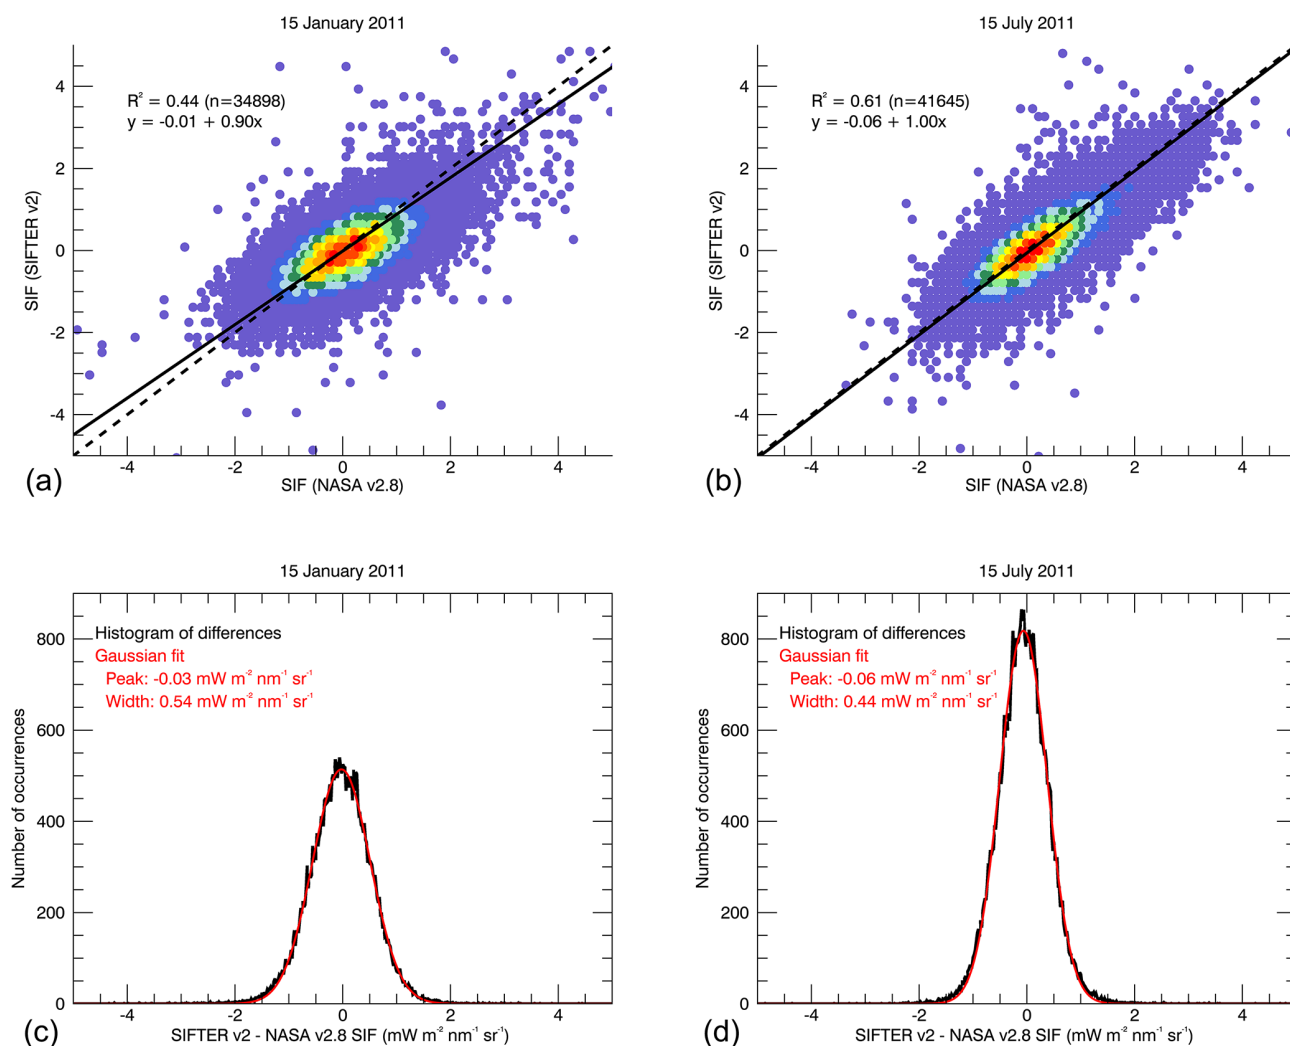 15 January 2011
R² = 0.44 (n=34898)
y = -0.01 + 0.90x
SIF (SIFTER v2)
4
2
0
-2
-4
-4 -2 0 2 4
SIF (NASA v2.8)
(a)
15 July 2011
R² = 0.61 (n=41645)
y = -0.06 + 1.00x
SIF (SIFTER v2)
4
2
0
-2
-4
-4 -2 0 2 4
SIF (NASA v2.8)
(b)
15 January 2011
Histogram of differences
Gaussian fit
Peak: -0.03 mW m⁻² nm⁻¹ sr⁻¹
Width: 0.54 mW m⁻² nm⁻¹ sr⁻¹
Number of occurrences
800
600
400
200
0
-4 -2 0 2 4
SIFTER v2 - NASA v2.8 SIF (mW m⁻² nm⁻¹ sr⁻¹)
(c)
15 July 2011
Histogram of differences
Gaussian fit
Peak: -0.06 mW m⁻² nm⁻¹ sr⁻¹
Width: 0.44 mW m⁻² nm⁻¹ sr⁻¹
Number of occurrences
800
600
400
200
0
-4 -2 0 2 4
SIFTER v2 - NASA v2.8 SIF (mW m⁻² nm⁻¹ sr⁻¹)
(d)